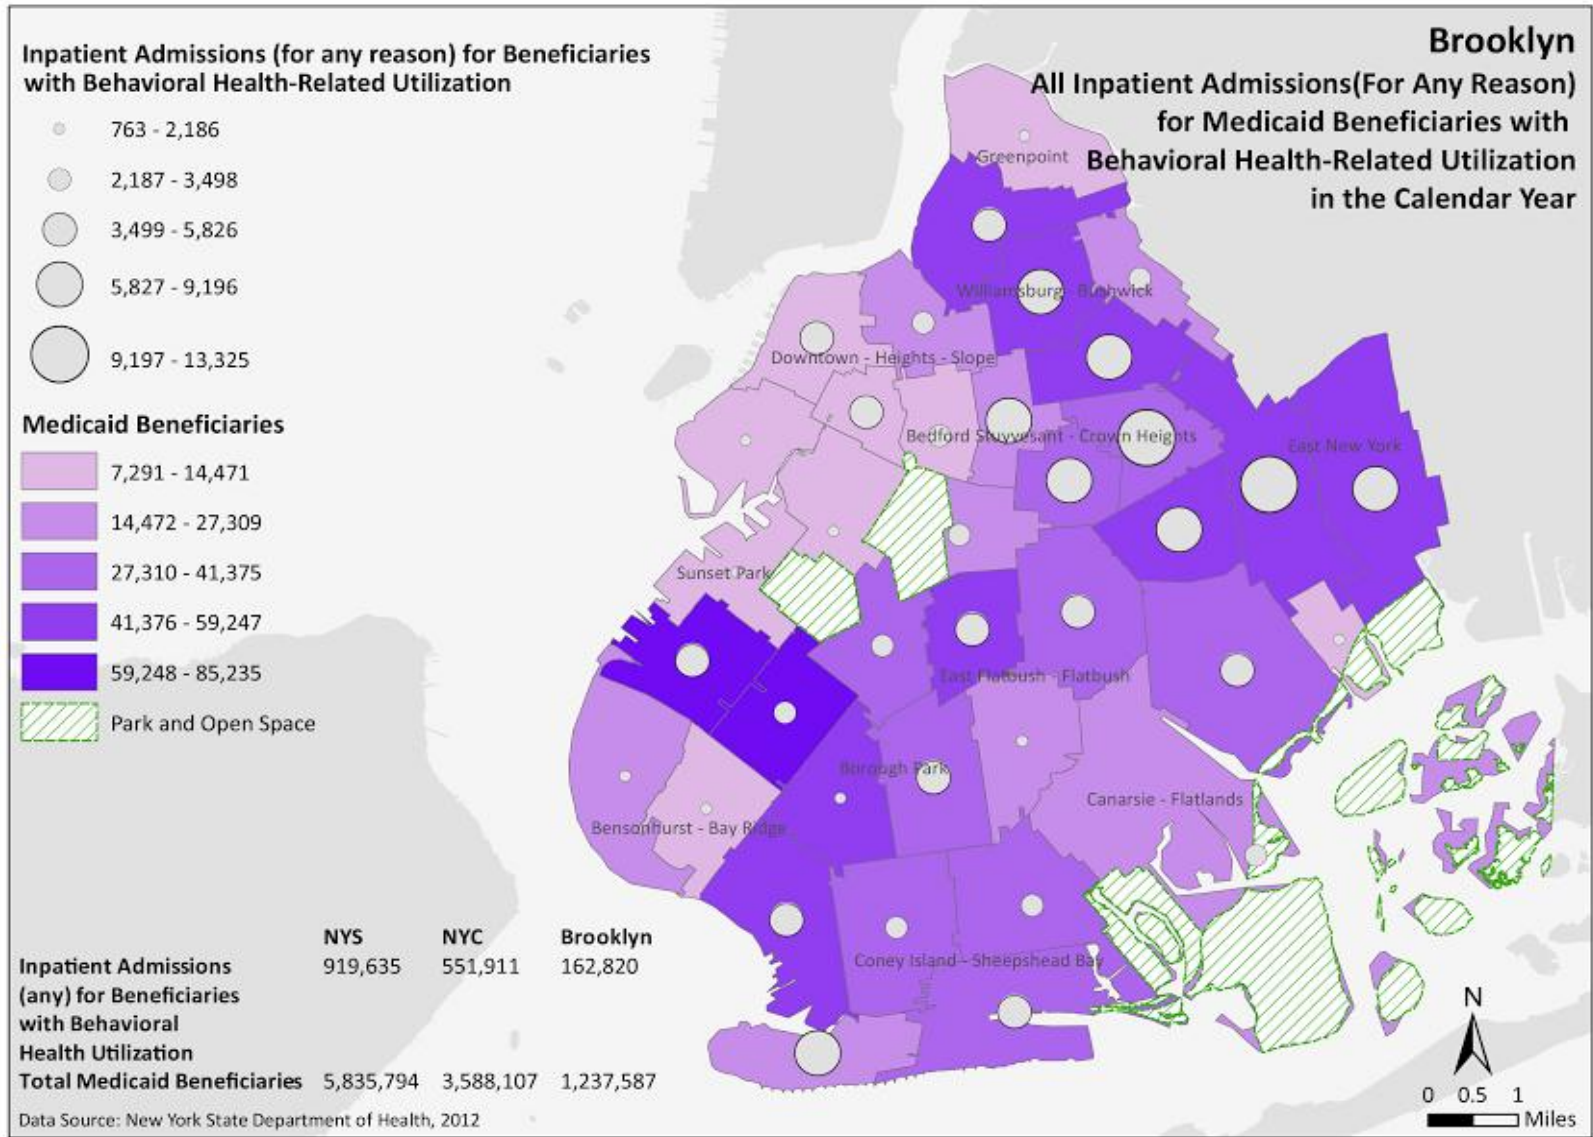 Brooklyn
All Inpatient Admissions(For Any Reason)
for Medicaid Beneficiaries with
Behavioral Health-Related Utilization
in the Calendar Year
Inpatient Admissions (for any reason) for Beneficiaries
with Behavioral Health-Related Utilization
763 - 2,186
2,187 - 3,498
3,499 - 5,826
5,827 - 9,196
9,197 - 13,325
Medicaid Beneficiaries
7,291 - 14,471
14,472 - 27,309
27,310 - 41,375
41,376 - 59,247
59,248 - 85,235
Park and Open Space
Greenpoint
Williamsburg - Bushwick
Downtown - Heights - Slope
Bedford Stuyvesant - Crown Heights
East New York
Sunset Park
East Flatbush - Flatbush
Borough Park
Canarsie - Flatlands
Bensonhurst - Bay Ridge
Coney Island - Sheepshead Bay
NYS NYC Brooklyn
Inpatient Admissions 919,635 551,911 162,820
(any) for Beneficiaries
with Behavioral
Health Utilization
Total Medicaid Beneficiaries 5,835,794 3,588,107 1,237,587
Data Source: New York State Department of Health, 2012
N
0 0.5 1
Miles